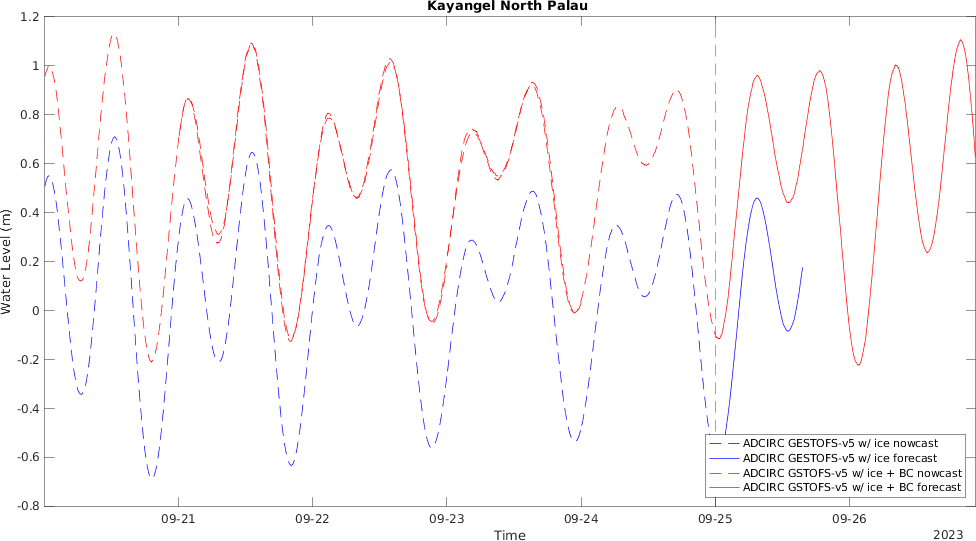 Kayangel North Palau
1.2
1
0.8
0.6
0.4
0.2
0
-0.2
-0.4
-0.6
-0.8
Water Level (m)
09-21
09-22
09-23
09-24
09-25
09-26
Time
2023
ADCIRC GESTOFS-v5 w/ ice nowcast
ADCIRC GESTOFS-v5 w/ ice forecast
ADCIRC GSTOFS-v5 w/ ice + BC nowcast
ADCIRC GSTOFS-v5 w/ ice + BC forecast